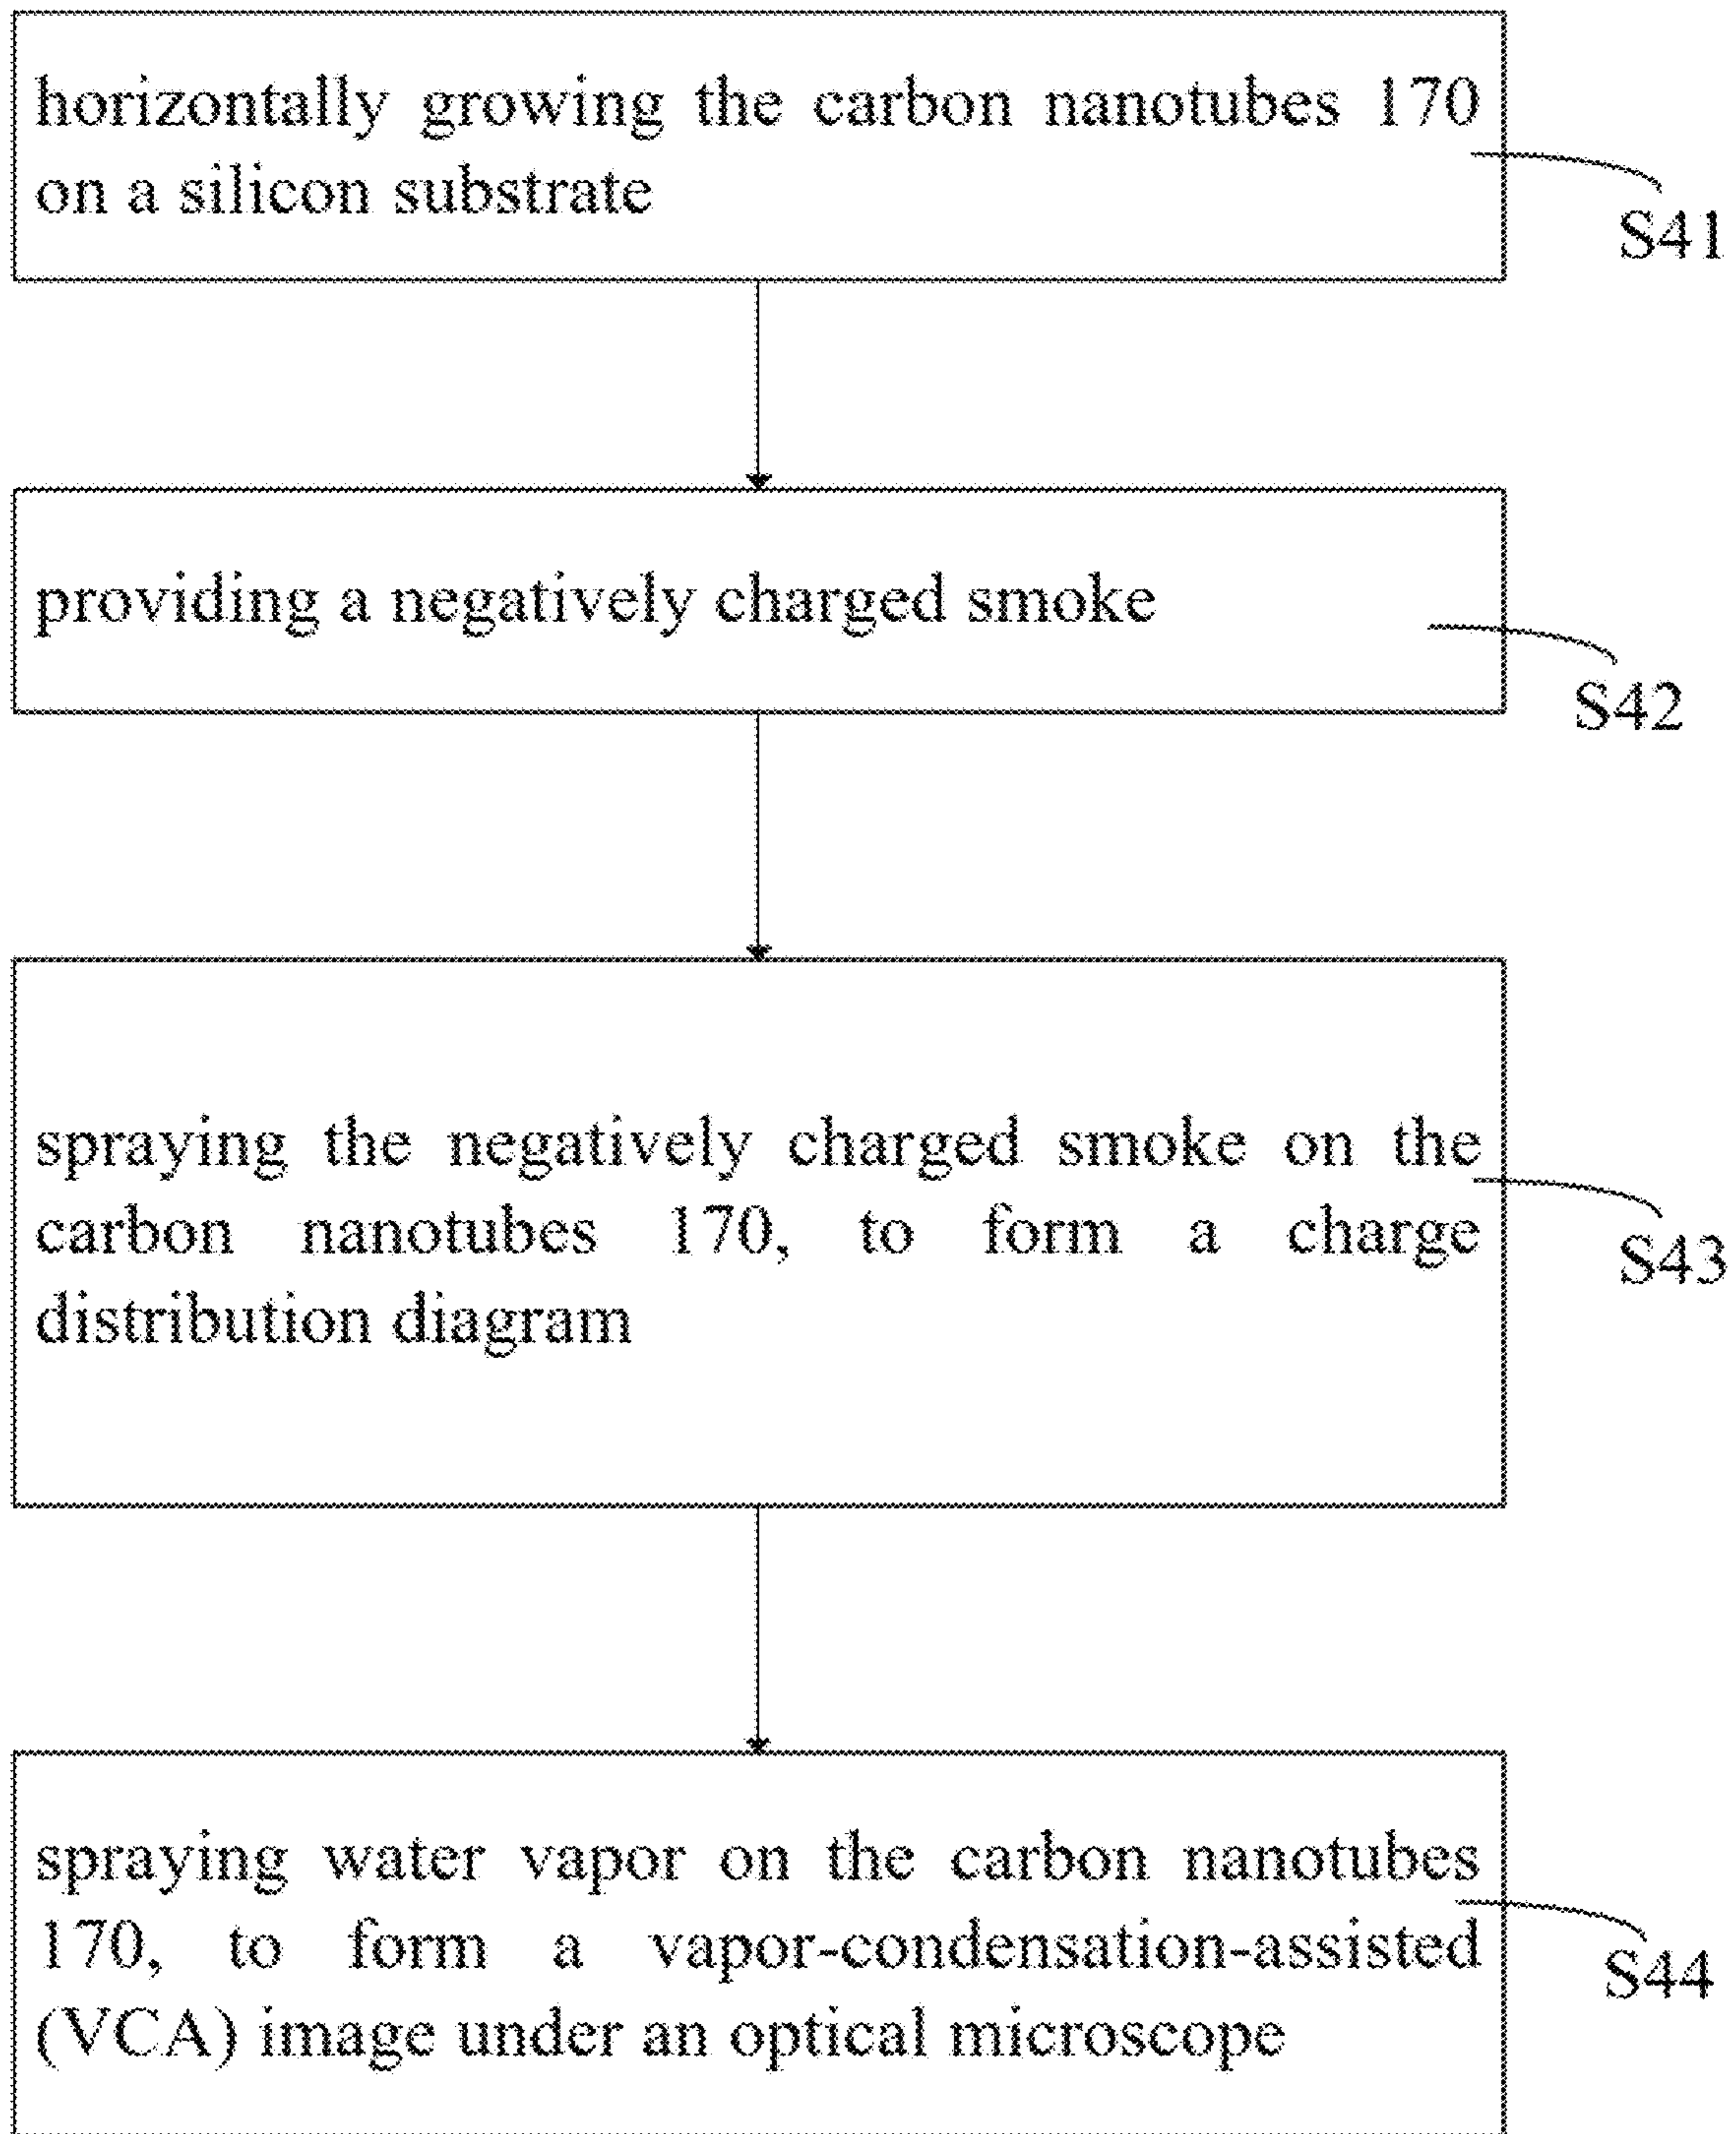 horizontally growing the carbon nanotubes 170
on a silicon substrate
S41
providing a negatively charged smoke
S42
spraying the negatively charged smoke on the
carbon nanotubes 170, to form a charge
distribution diagram
S43
spraying water vapor on the carbon nanotubes
170, to form a vapor-condensation-assisted
(VCA) image under an optical microscope
S44